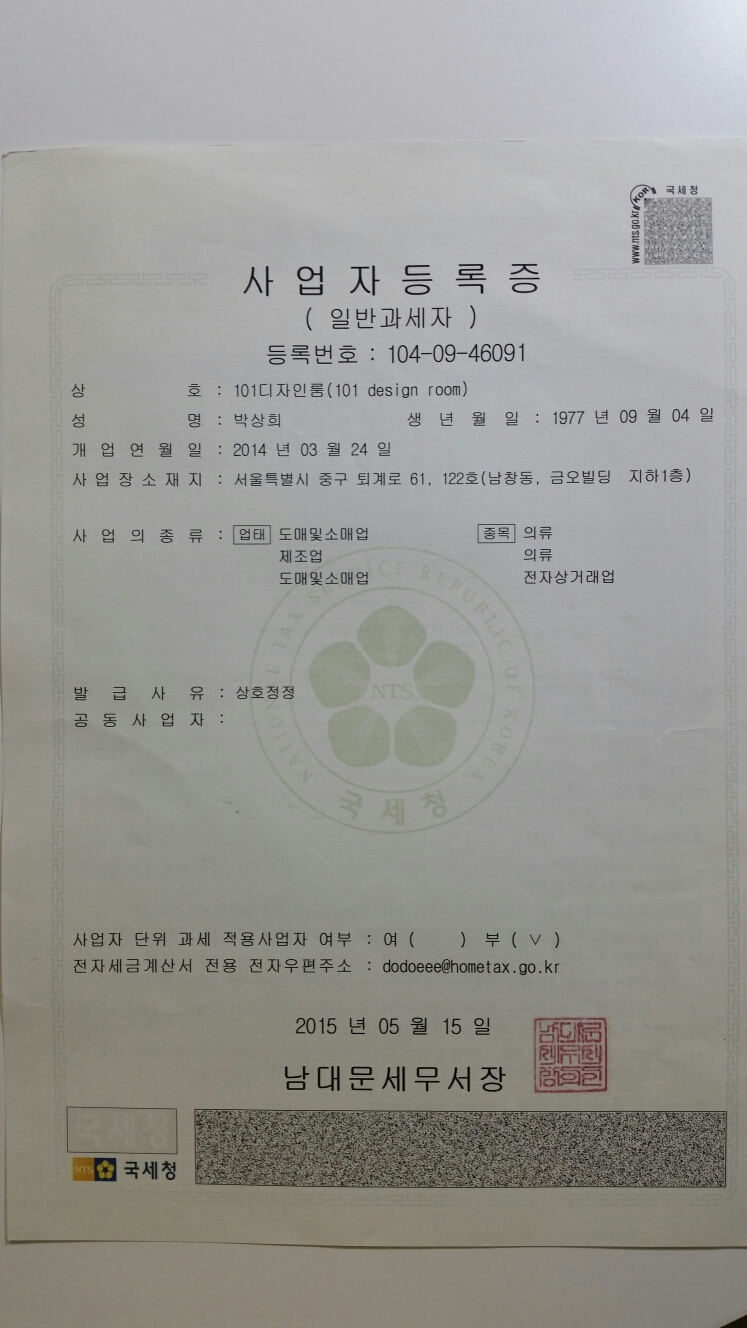 국세청
KOR
www.nts.go.kr
사업자등록증
( 일반과세자 )
등록번호 : 104-09-46091
상 호 : 101디자인룸(101 design room)
성 명 : 박상희 생 년 월 일 : 1977 년 09 월 04 일
개 업 연 월 일 : 2014 년 03 월 24 일
사 업 장 소 재 지 : 서울특별시 중구 퇴계로 61, 122호(남창동, 금오빌딩 지하1층)
사 업 의 종 류 : 업태 도매및소매업 종목 의류
제조업 의류
도매및소매업 전자상거래업
NATIONAL TAX SERVICE REPUBLIC OF KOREA
NTS
국세청
발 급 사 유 : 상호정정
공 동 사 업 자 :
사업자 단위 과세 적용사업자 여부 : 여 ( ) 부 ( ∨ )
전자세금계산서 전용 전자우편주소 : dodoeee@hometax.go.kr
2015 년 05 월 15 일
남대문세무서장
국세청
NTS 국세청